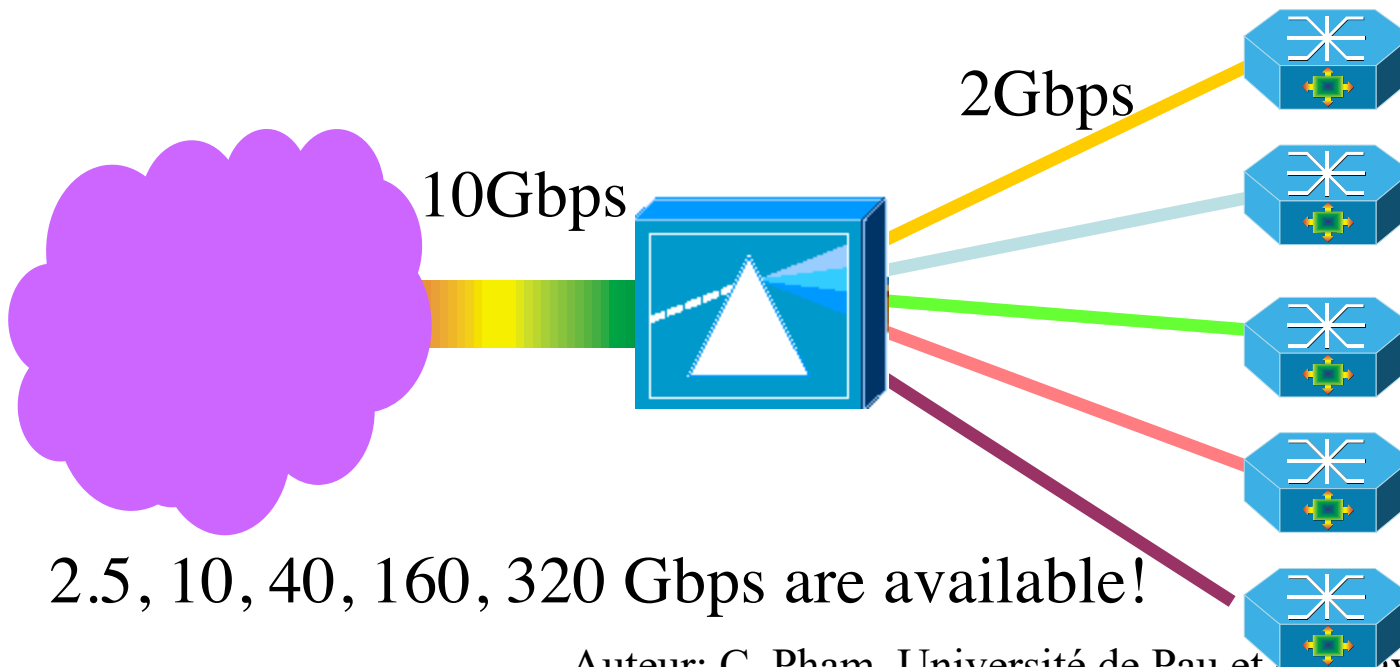 2Gbps
10Gbps
2.5, 10, 40, 160, 320 Gbps are available!
Auteur: C. Pham, Université de Pau et